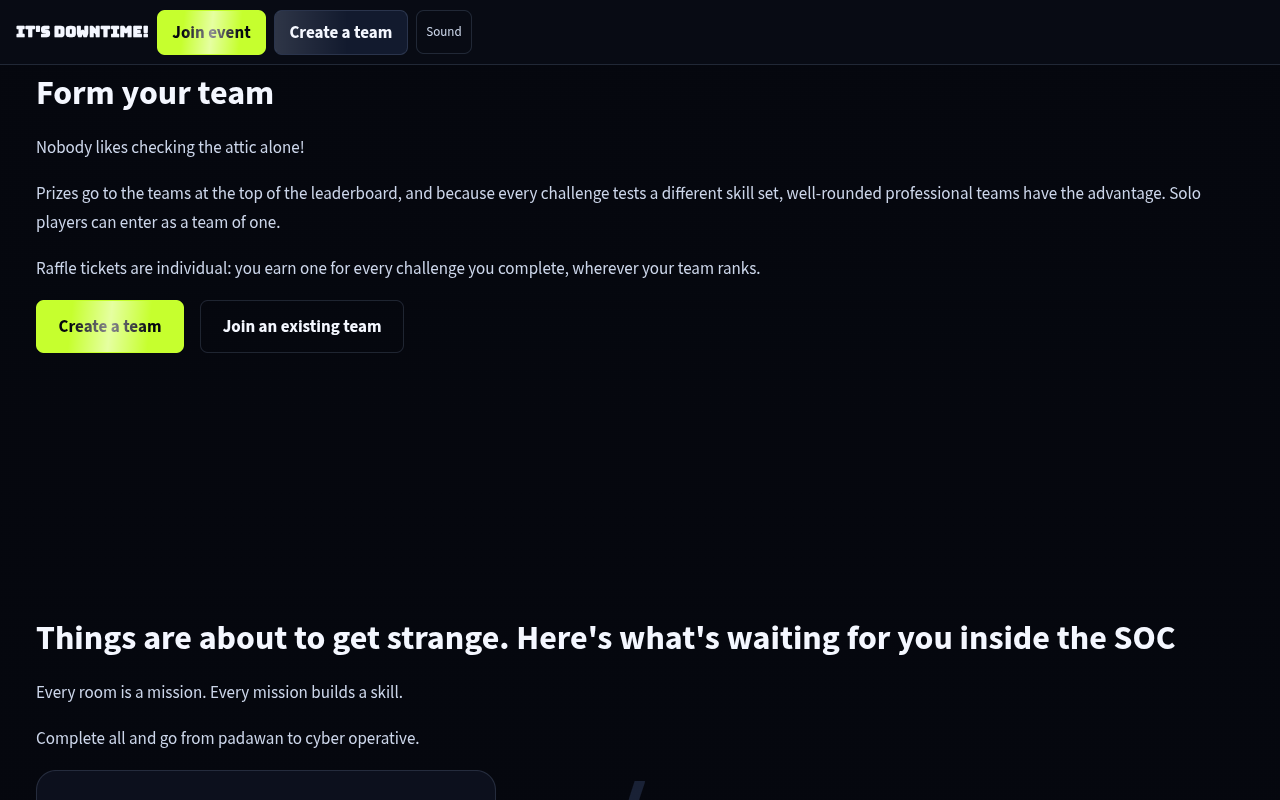 IT'S DOWNTIME!
Join event
Create a team
Sound
Form your team
Nobody likes checking the attic alone!
Prizes go to the teams at the top of the leaderboard, and because every challenge tests a different skill set, well-rounded professional teams have the advantage. Solo
players can enter as a team of one.
Raffle tickets are individual: you earn one for every challenge you complete, wherever your team ranks.
Create a team
Join an existing team
Things are about to get strange. Here's what's waiting for you inside the SOC
Every room is a mission. Every mission builds a skill.
Complete all and go from padawan to cyber operative.